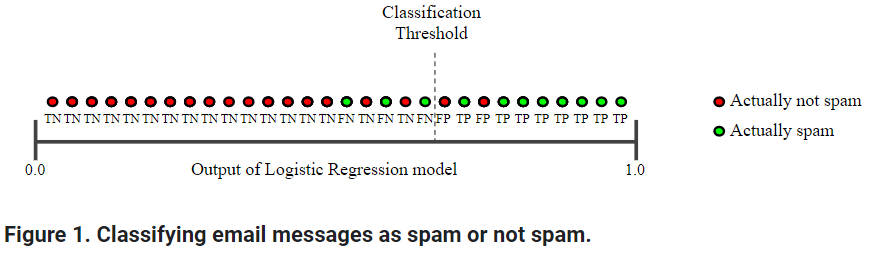 Classification
Threshold
TN TN TN TN TN TN TN TN TN TN TN TN TN TN TN FN TN FN TN FN FP TP FP TP TP TP TP TP TP TP
Actually not spam
Actually spam
0.0 Output of Logistic Regression model 1.0
Figure 1. Classifying email messages as spam or not spam.